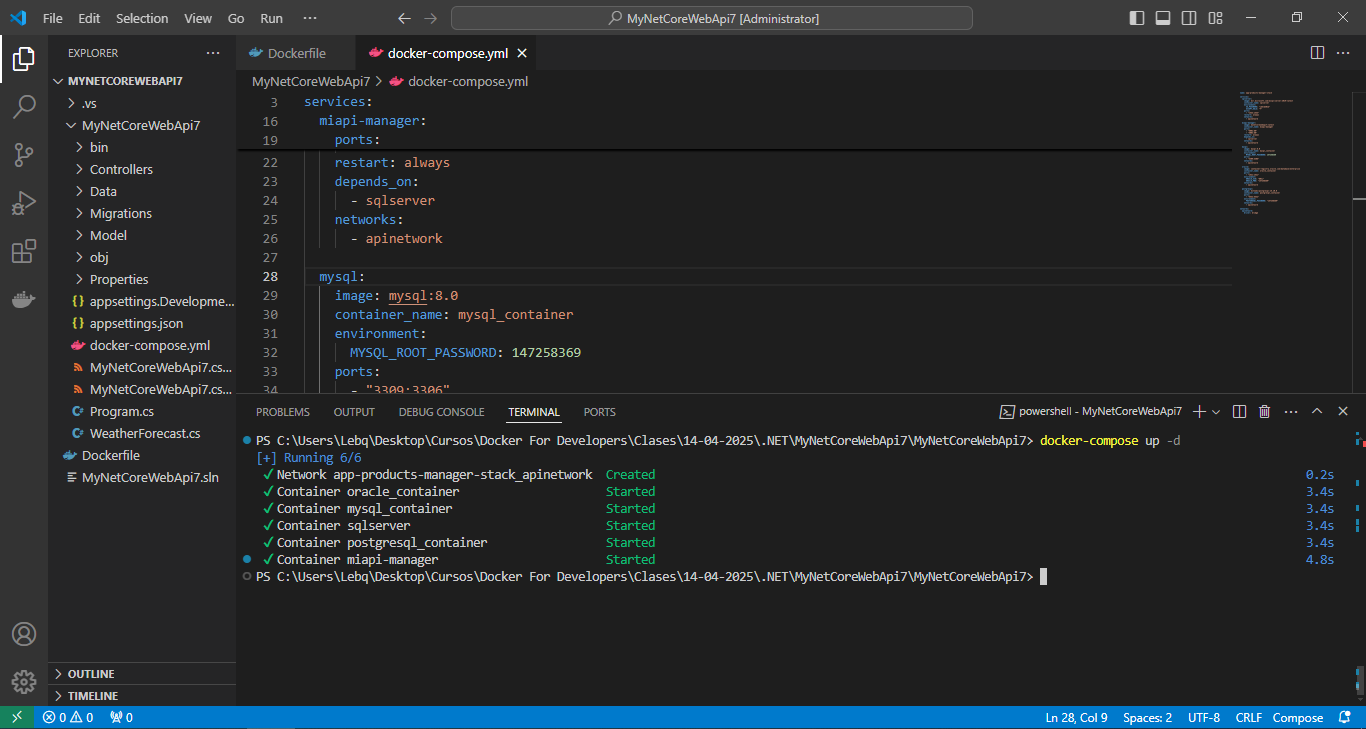 File Edit Selection View Go Run ··· MyNetCoreWebApi7 [Administrator]
EXPLORER ···
MYNETCOREWEBAPI7
.vs
MyNetCoreWebApi7
bin
Controllers
Data
Migrations
Model
obj
Properties
{} appsettings.Developme...
{} appsettings.json
docker-compose.yml
MyNetCoreWebApi7.cs...
MyNetCoreWebApi7.cs...
C# Program.cs
C# WeatherForecast.cs
Dockerfile
MyNetCoreWebApi7.sln
OUTLINE
TIMELINE
Dockerfile docker-compose.yml
MyNetCoreWebApi7 > docker-compose.yml
3 services:
16 miapi-manager:
19 ports:
22 restart: always
23 depends_on:
24 - sqlserver
25 networks:
26 - apinetwork
27
28 mysql:
29 image: mysql:8.0
30 container_name: mysql_container
31 environment:
32 MYSQL_ROOT_PASSWORD: 147258369
33 ports:
34 - "3309:3306"
PROBLEMS OUTPUT DEBUG CONSOLE TERMINAL PORTS powershell - MyNetCoreWebApi7
PS C:\Users\Lebq\Desktop\Cursos\Docker For Developers\Clases\14-04-2025\.NET\MyNetCoreWebApi7\MyNetCoreWebApi7> docker-compose up -d
[+] Running 6/6
✓ Network app-products-manager-stack_apinetwork Created 0.2s
✓ Container oracle_container Started 3.4s
✓ Container mysql_container Started 3.4s
✓ Container sqlserver Started 3.4s
✓ Container postgresql_container Started 3.4s
✓ Container miapi-manager Started 4.8s
PS C:\Users\Lebq\Desktop\Cursos\Docker For Developers\Clases\14-04-2025\.NET\MyNetCoreWebApi7\MyNetCoreWebApi7>
0 0 0 Ln 28, Col 9 Spaces: 2 UTF-8 CRLF Compose